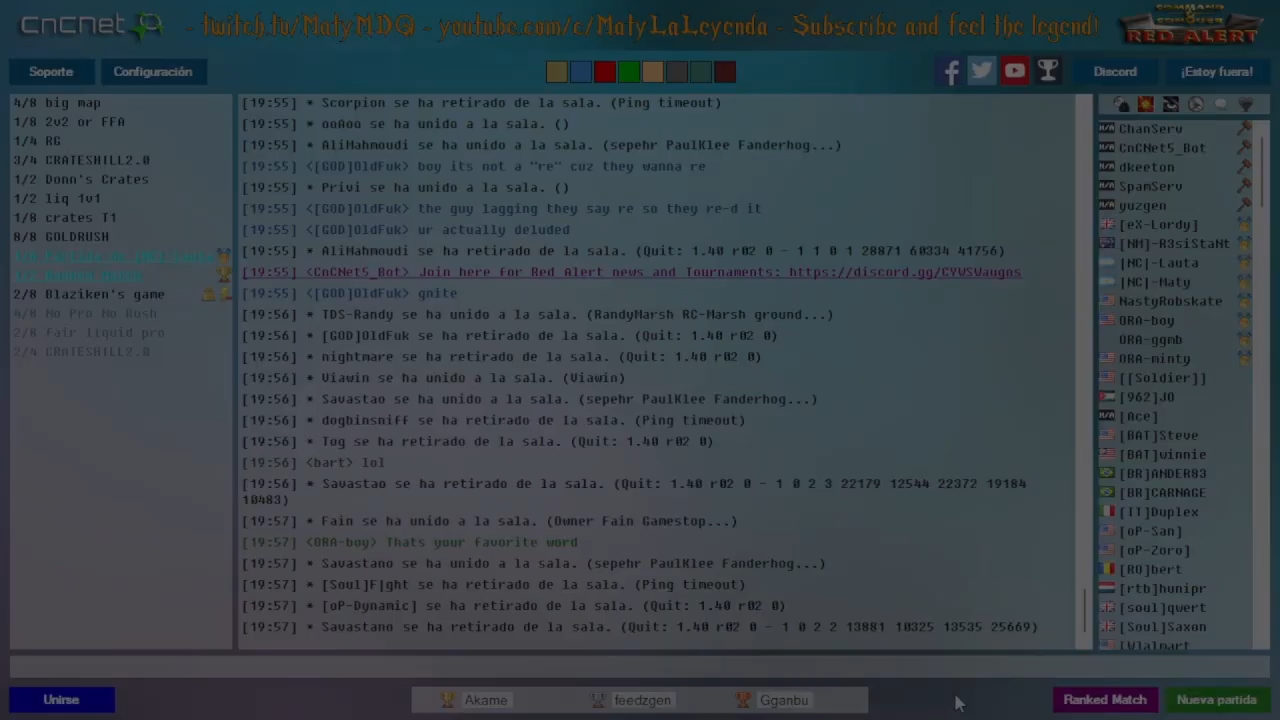 cncnet
- twitch.tv/MatyMDQ - youtube.com/c/MatyLaLeyenda - Subscribe and feel the legend!
COMMAND & CONQUER
RED ALERT
Soporte
Configuración
Discord
¡Estoy fuera!
4/8 big map
1/8 2v2 or FFA
1/4 RG
3/4 CRATESHILL2.0
1/2 Donn's Crates
1/2 liq 1v1
1/8 crates T1
8/8 GOLDRUSH
2/8 Blaziken's game
4/8 No Pro No Rush
2/8 fair liquid pro
2/4 CRATESHILL2.0
[19:55] * Scorpion se ha retirado de la sala. (Ping timeout)
[19:55] * ooAoo se ha unido a la sala. ()
[19:55] * AliMahmoudi se ha unido a la sala. (sepehr PaulKlee Fanderhog...)
[19:55] <[GOD]OldFuk> boy its not a "re" cuz they wanna re
[19:55] * Privi se ha unido a la sala. ()
[19:55] <[GOD]OldFuk> the guy lagging they say re so they re-d it
[19:55] <[GOD]OldFuk> ur actually deluded
[19:55] * AliMahmoudi se ha retirado de la sala. (Quit: 1.40 r02 0 - 1 1 0 1 28871 60334 41756)
[19:55] <CnCNet5_Bot> Join here for Red Alert news and Tournaments: https://discord.gg/CYVSVaugns
[19:55] <[GOD]OldFuk> gnite
[19:56] * TDS-Randy se ha unido a la sala. (RandyMarsh RC-Marsh ground...)
[19:56] * [GOD]OldFuk se ha retirado de la sala. (Quit: 1.40 r02 0)
[19:56] * nightmare se ha retirado de la sala. (Quit: 1.40 r02 0)
[19:56] * Viawin se ha unido a la sala. (Viawin)
[19:56] * Savastao se ha unido a la sala. (sepehr PaulKlee Fanderhog...)
[19:56] * dogbinsniff se ha retirado de la sala. (Ping timeout)
[19:56] * Tog se ha retirado de la sala. (Quit: 1.40 r02 0)
[19:56] <bart> lol
[19:56] * Savastao se ha retirado de la sala. (Quit: 1.40 r02 0 - 1 0 2 3 22179 12544 22372 19184
10483)
[19:57] * Fain se ha unido a la sala. (Owner Fain Gamestop...)
[19:57] <ORA-boy> Thats your favorite word
[19:57] * Savastano se ha unido a la sala. (sepehr PaulKlee Fanderhog...)
[19:57] * [Soul]F|ght se ha retirado de la sala. (Ping timeout)
[19:57] * [oP-Dynamic] se ha retirado de la sala. (Quit: 1.40 r02 0)
[19:57] * Savastano se ha retirado de la sala. (Quit: 1.40 r02 0 - 1 0 2 2 13881 10325 13535 25669)
N/A ChanServ
N/A CnCNet5_Bot
N/A dkeeton
N/A SpamServ
N/A yuzgen
[eX-Lordy]
[NM]-R3siStaNt
[NC]-Lauta
[NC]-Maty
NastyRobskate
ORA-boy
ORA-ggmb
ORA-minty
[[Soldier]]
[962]JO
N/A [Ace]
[BAT]Steve
[BAT]winnie
[BR]ANDER83
[BR]CARNAGE
[IT]Duplex
[oP-San]
[oP-Zoro]
[RO]bert
[rtb]hunipr
[soul]qwert
[Soul]Saxon
[Wlalmart
Unirse
Akame
feedzgen
Gganbu
Ranked Match
Nueva partida